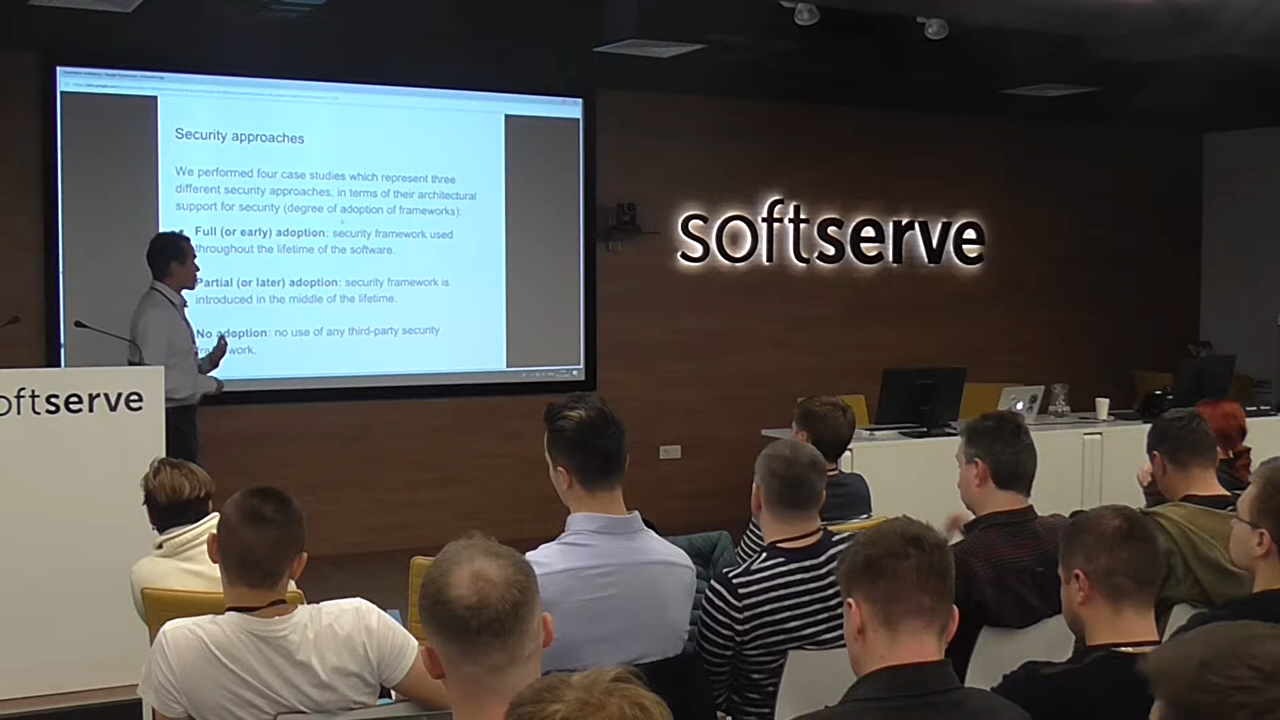 Security approaches
We performed four case studies which represent three
different security approaches, in terms of their architectural
support for security (degree of adoption of frameworks):
Full (or early) adoption: security framework used
throughout the lifetime of the software.
Partial (or later) adoption: security framework is
introduced in the middle of the lifetime.
No adoption: no use of any third-party security
softserve
oftserve